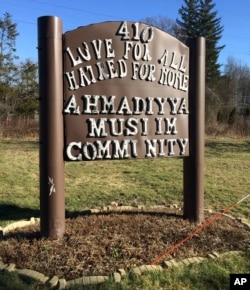 410
LOVE FOR ALL
HATRED FOR NONE
AHMADIYYA
MUSLIM
COMMUNITY
AP